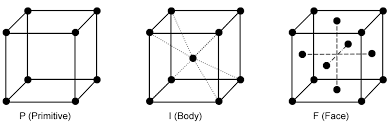 P (Primitive)
I (Body)
F (Face)